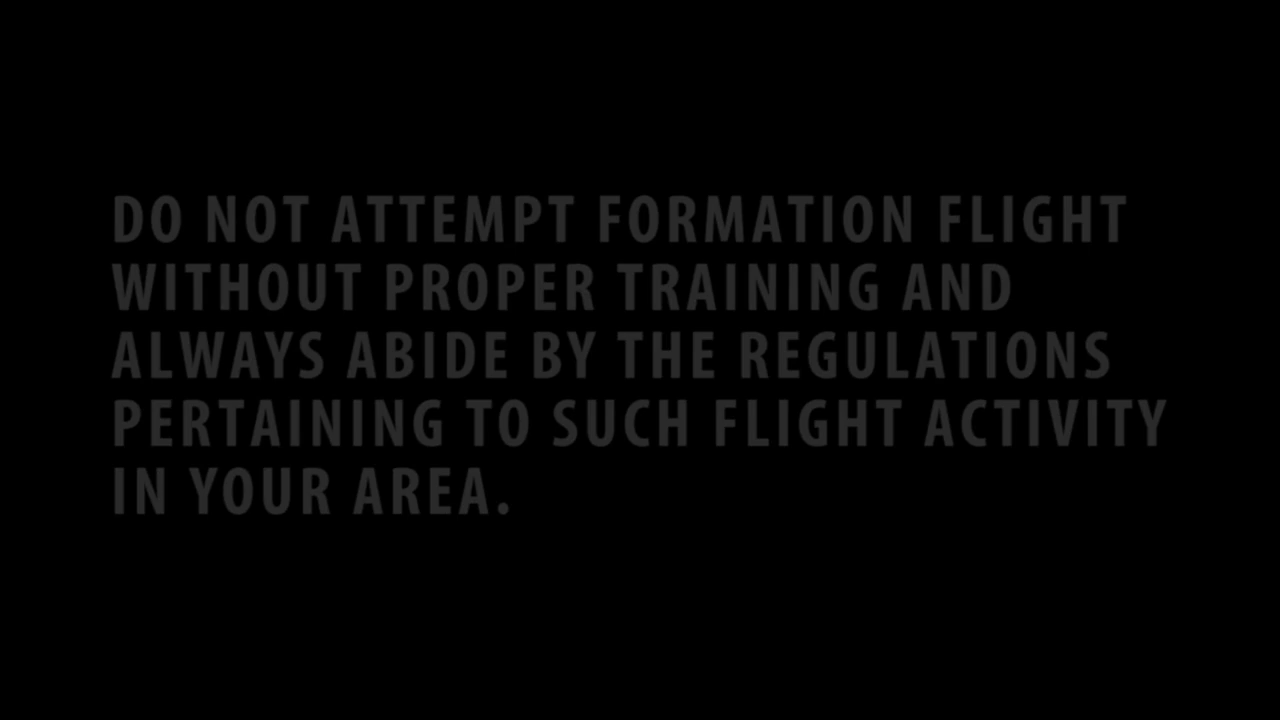 DO NOT ATTEMPT FORMATION FLIGHT
WITHOUT PROPER TRAINING AND
ALWAYS ABIDE BY THE REGULATIONS
PERTAINING TO SUCH FLIGHT ACTIVITY
IN YOUR AREA.